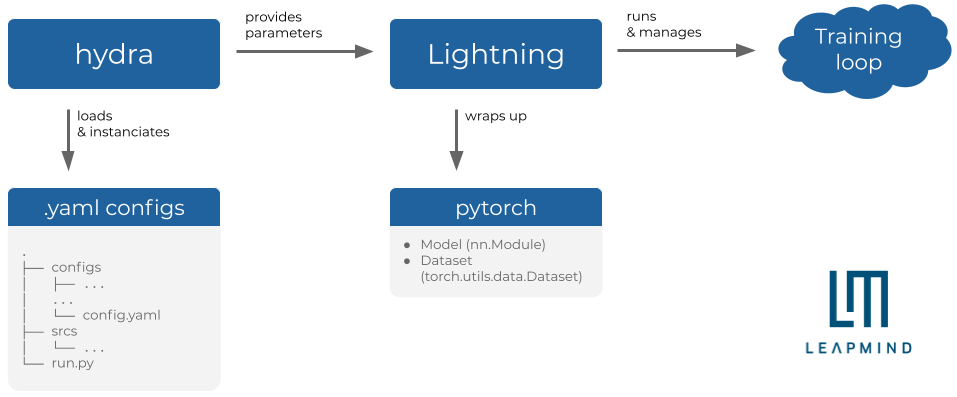 hydra
provides
parameters
Lightning
runs
& manages
Training
loop
loads
& instanciates
wraps up
.yaml configs
.
├── configs
│   ├── ...
│   ...
│   └── config.yaml
├── srcs
│   └── ...
└── run.py
pytorch
● Model (nn.Module)
● Dataset
(torch.utils.data.Dataset)
LM
LEAPMIND